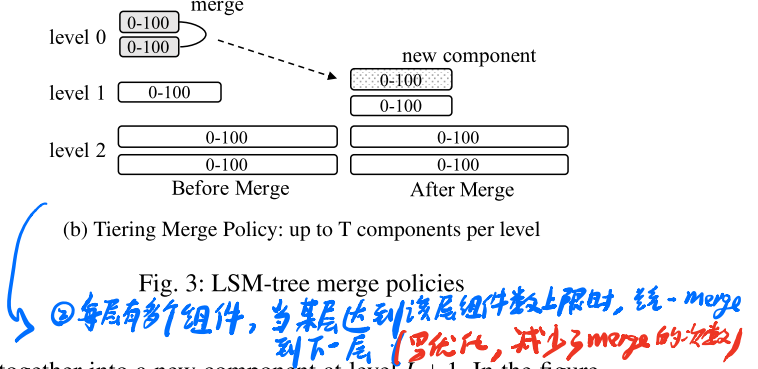 merge
level 0
0-100
0-100
new component
level 1
0-100
0-100
0-100
level 2
0-100
0-100
0-100
0-100
Before Merge
After Merge
(b) Tiering Merge Policy: up to T components per level
Fig. 3: LSM-tree merge policies
② 每层有多个组件，当某层达到该层组件数上限时，统一merge
到下一层（写优化，减少了merge的次数）
together into a new component at level L + 1. In the figure